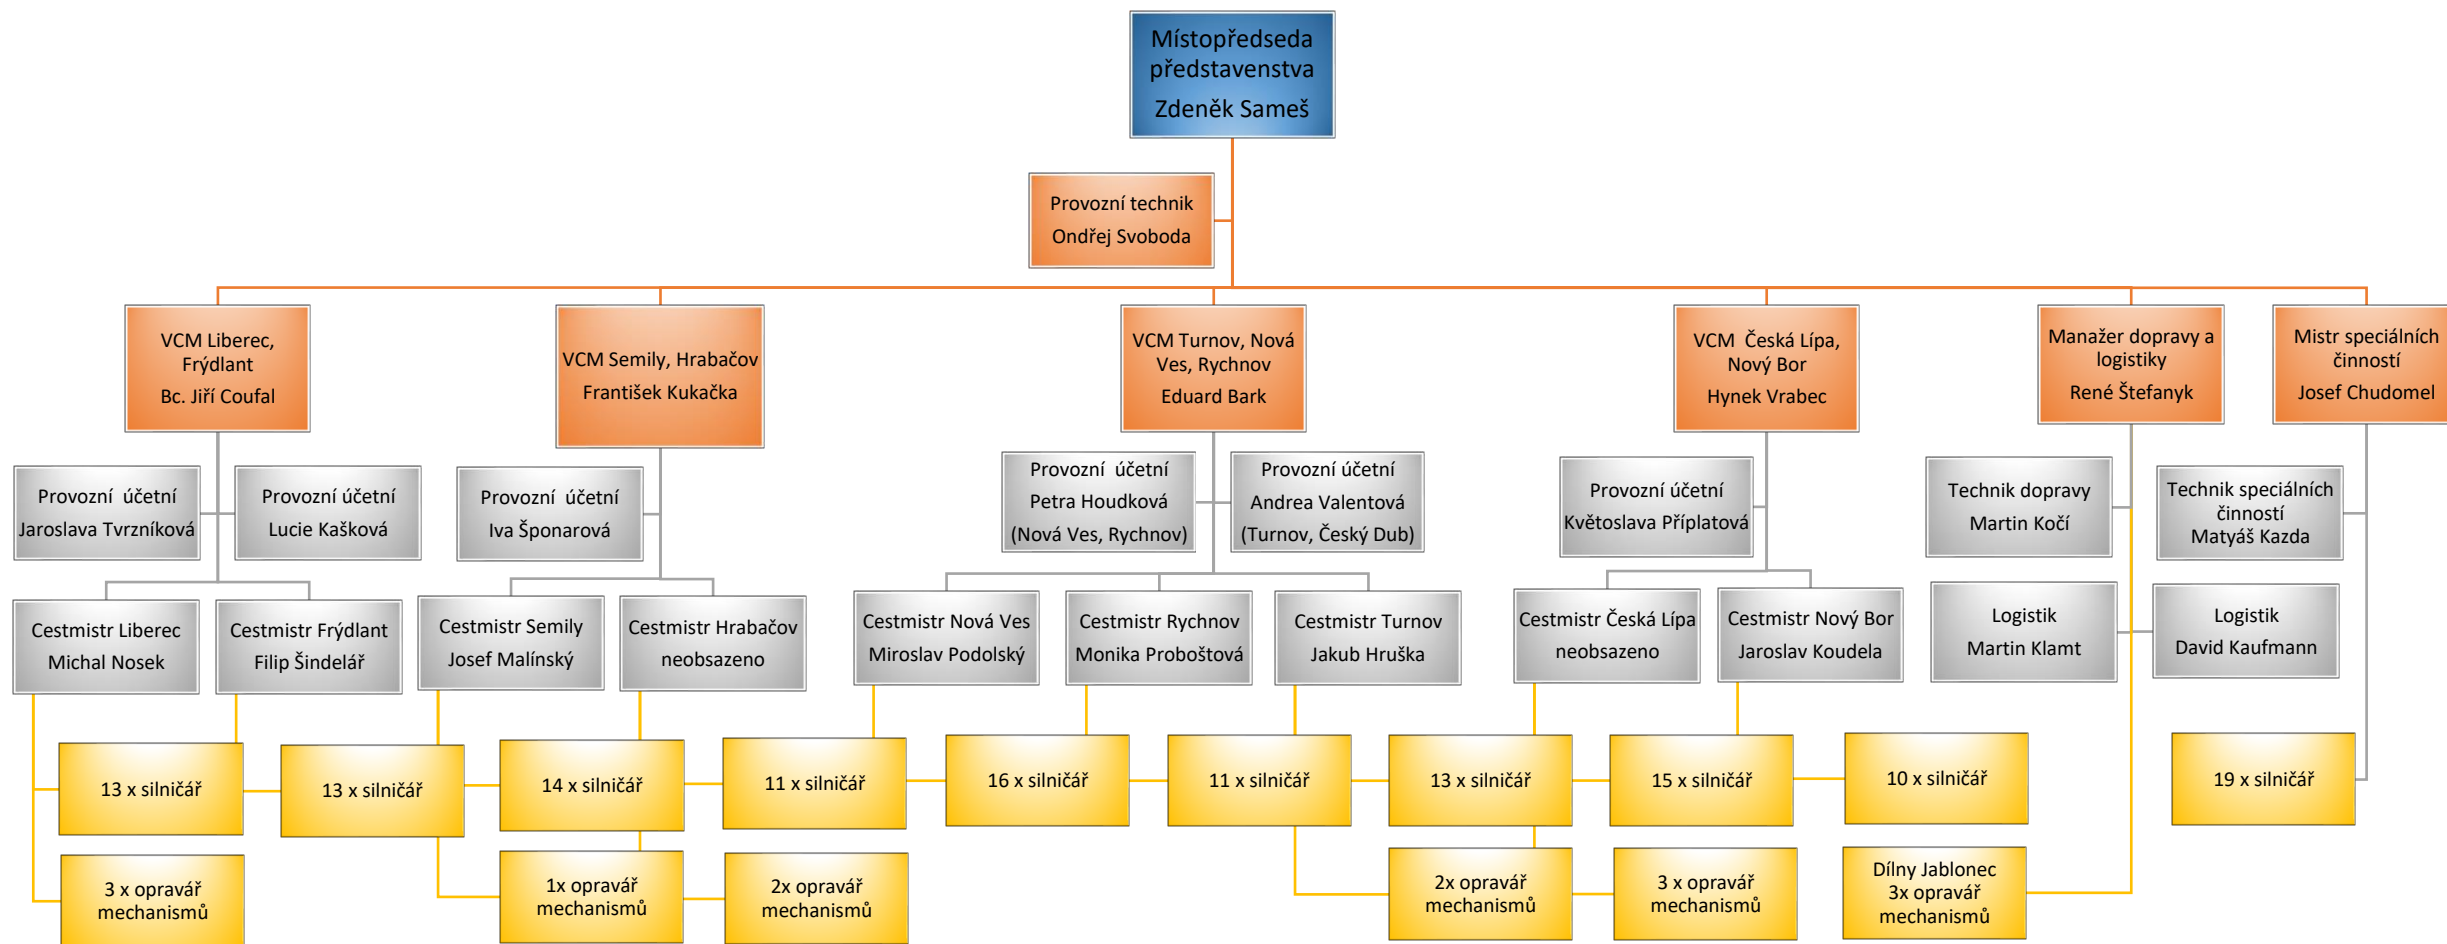 Místopředseda
představenstva
Zdeněk Sameš
Provozní technik
Ondřej Svoboda
VCM Liberec,
Frýdlant
Bc. Jiří Coufal
VCM Semily, Hrabačov
František Kukačka
VCM Turnov, Nová
Ves, Rychnov
Eduard Bark
VCM Česká Lípa,
Nový Bor
Hynek Vrabec
Manažer dopravy a
logistiky
René Štefanyk
Mistr speciálních
činností
Josef Chudomel
Provozní účetní
Jaroslava Tvrzníková
Provozní účetní
Lucie Kašková
Provozní účetní
Iva Šponarová
Provozní účetní
Petra Houdková
(Nová Ves, Rychnov)
Provozní účetní
Andrea Valentová
(Turnov, Český Dub)
Provozní účetní
Květoslava Příplatová
Technik dopravy
Martin Kočí
Technik speciálních
činností
Matyáš Kazda
Cestmistr Liberec
Michal Nosek
Cestmistr Frýdlant
Filip Šindelář
Cestmistr Semily
Josef Malínský
Cestmistr Hrabačov
neobsazeno
Cestmistr Nová Ves
Miroslav Podolský
Cestmistr Rychnov
Monika Proboštová
Cestmistr Turnov
Jakub Hruška
Cestmistr Česká Lípa
neobsazeno
Cestmistr Nový Bor
Jaroslav Koudela
Logistik
Martin Klamt
Logistik
David Kaufmann
13 x silničář
13 x silničář
14 x silničář
11 x silničář
16 x silničář
11 x silničář
13 x silničář
15 x silničář
10 x silničář
19 x silničář
3 x opravář
mechanismů
1x opravář
mechanismů
2x opravář
mechanismů
2x opravář
mechanismů
3 x opravář
mechanismů
Dílny Jablonec
3x opravář
mechanismů